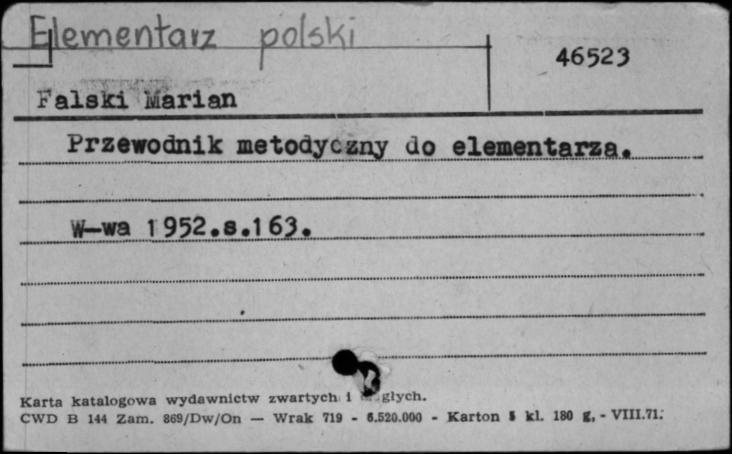 Elementarz polski
46523
Falski Marian
Przewodnik metodyczny do elementarza.
W-wa 1952.s.163.
Karta katalogowa wydawnictw zwartych i
CWD B 144 Zam. 869/Dw/On — Wrak 719 - 6.520.000 - Karton kl. 180 g, - VIII.71.